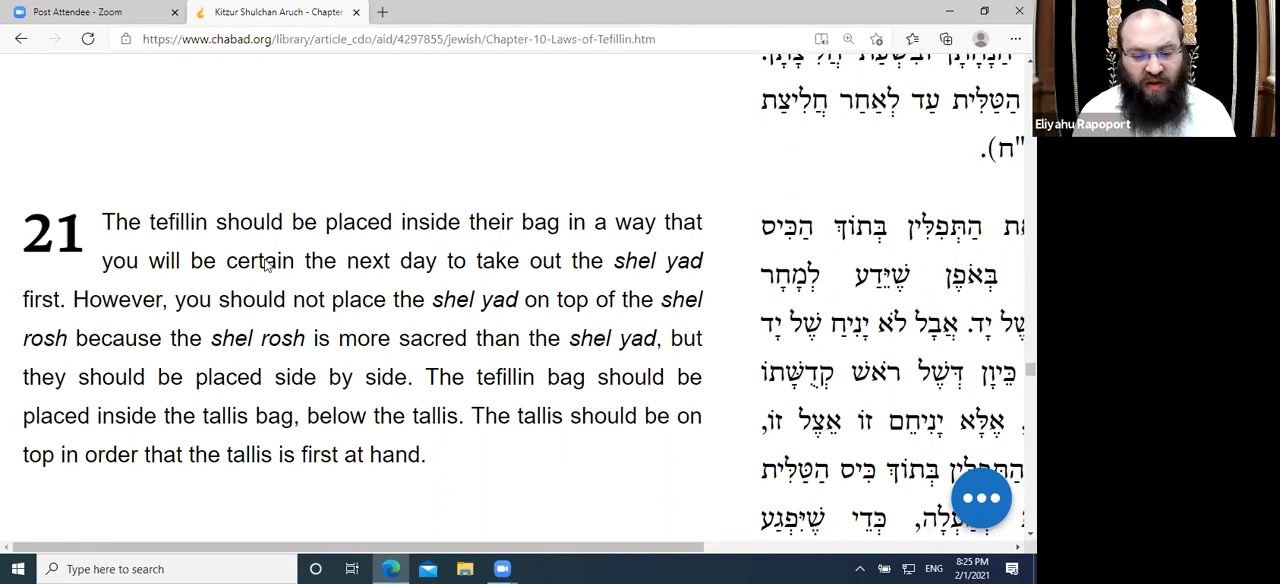 Post Attendee - Zoom
Kitzur Shulchan Aruch - Chapter
https://www.chabad.org/library/article_cdo/aid/4297855/jewish/Chapter-10-Laws-of-Tefillin.htm
Eliyahu Rapoport
הַטַּלִּית עַד לְאַחַר חֲלִיצַת
21 The tefillin should be placed inside their bag in a way that
you will be certain the next day to take out the shel yad
first. However, you should not place the shel yad on top of the shel
rosh because the shel rosh is more sacred than the shel yad, but
they should be placed side by side. The tefillin bag should be
placed inside the tallis bag, below the tallis. The tallis should be on
top in order that the tallis is first at hand.
הַתְּפִלִּין בְּתוֹךְ הַכִּיס
בְּאֹפֶן שֶׁיֵּדַע לְמָחָר
שֶׁל יָד. אֲבָל לֹא יָנִיחַ שֶׁל יָד
כֵּיוָן דְּשֶׁל רֹאשׁ קְדֻשָּׁתוֹ
אֶלָּא יַנִּיחֵם זוֹ אֵצֶל זוֹ,
הַתְּפִלִּין בְּתוֹךְ כִּיס הַטַּלִּית
כְּדֵי שֶׁיִּפְגַּע
Type here to search
ENG
8:25 PM
2/1/2021